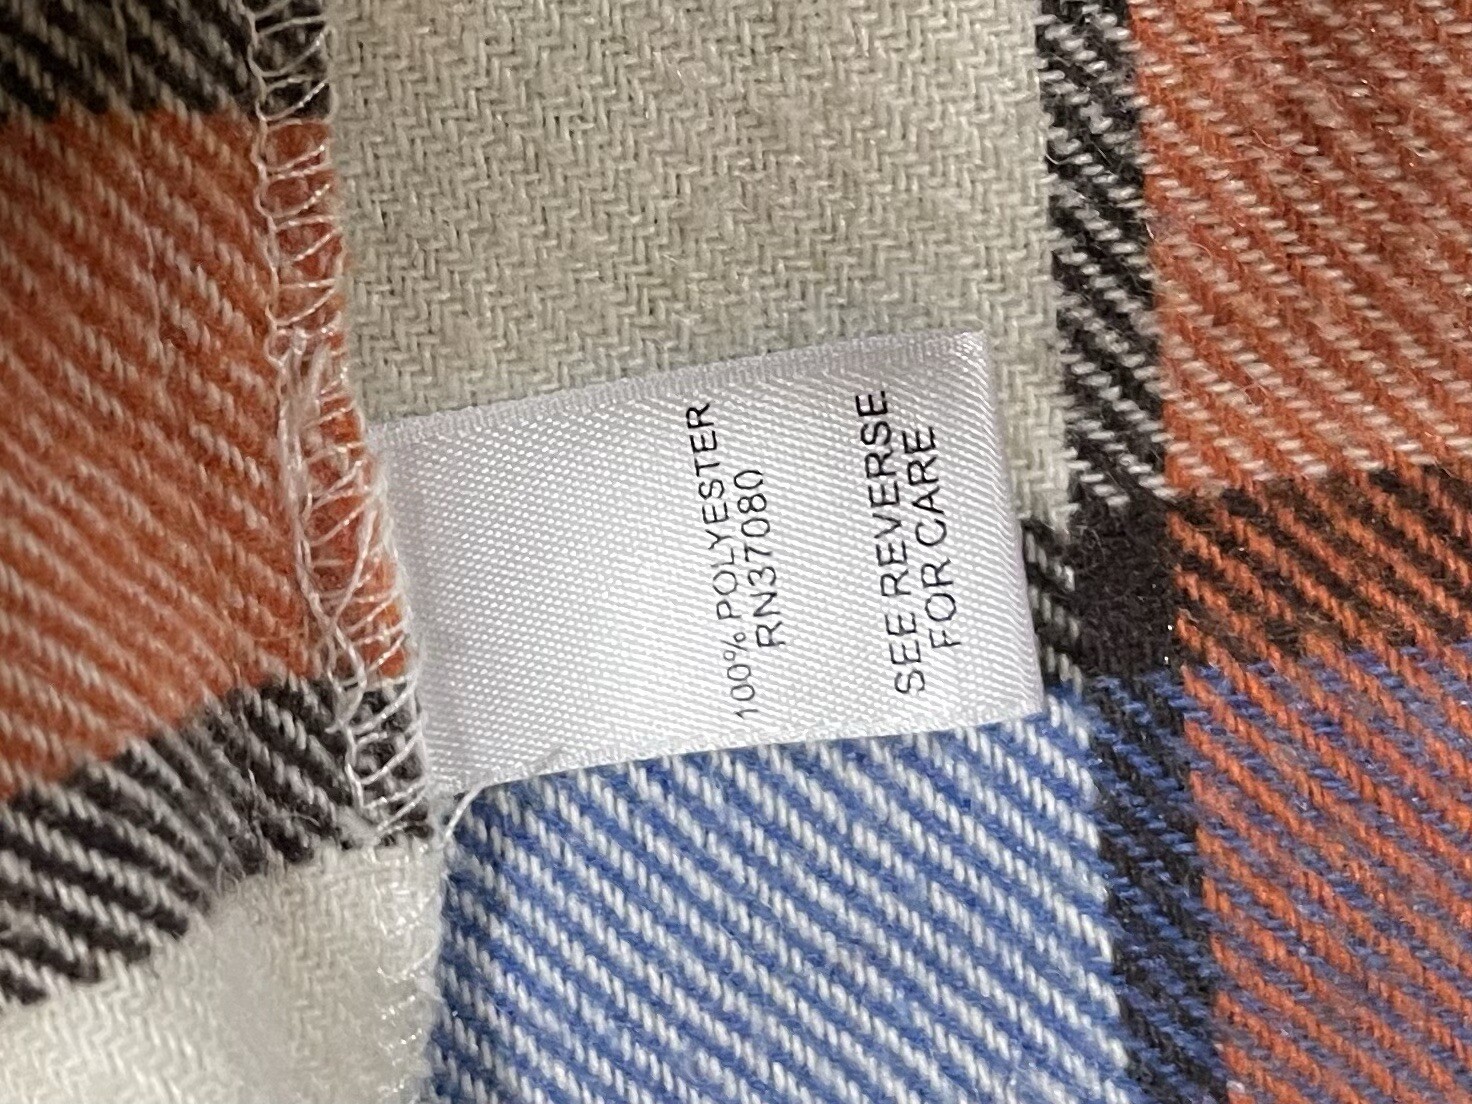 100% POLYESTER
RN37080
SEE REVERSE
FOR CARE